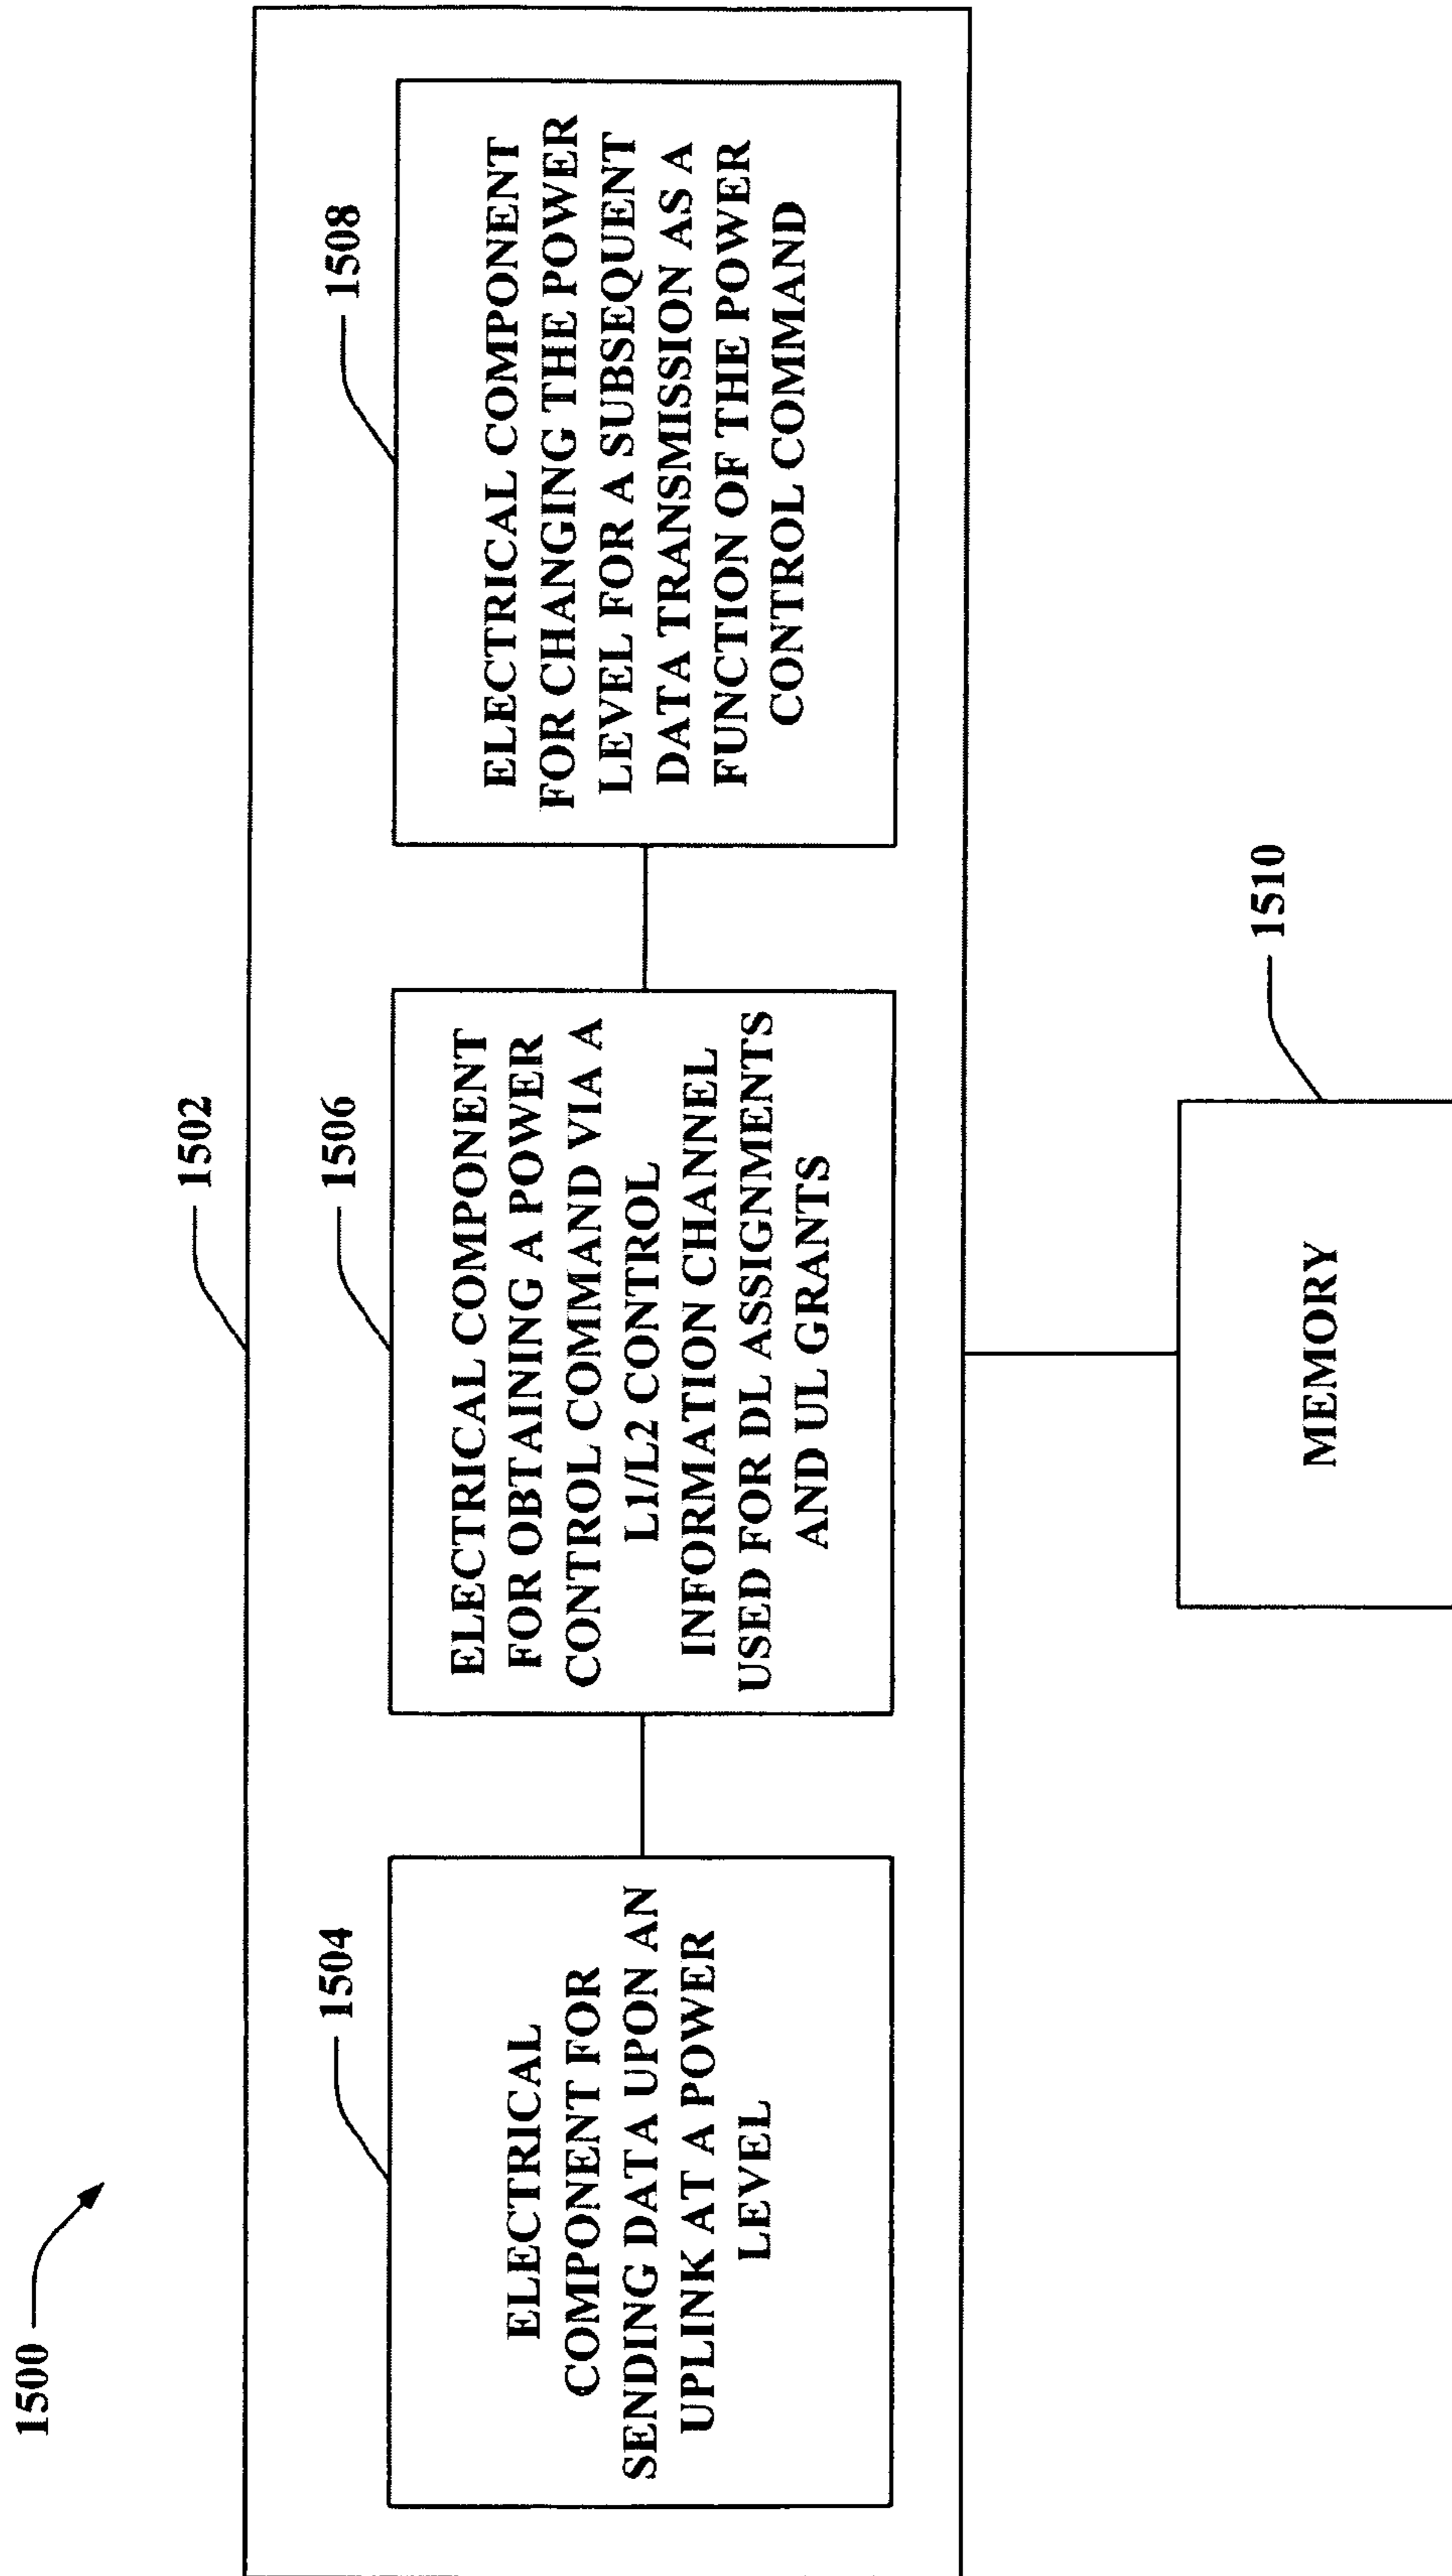 1500
1502
1504
ELECTRICAL
COMPONENT FOR
SENDING DATA UPON AN
UPLINK AT A POWER
LEVEL
1506
ELECTRICAL COMPONENT
FOR OBTAINING A POWER
CONTROL COMMAND VIA A
L1/L2 CONTROL
INFORMATION CHANNEL
USED FOR DL ASSIGNMENTS
AND UL GRANTS
1508
ELECTRICAL COMPONENT
FOR CHANGING THE POWER
LEVEL FOR A SUBSEQUENT
DATA TRANSMISSION AS A
FUNCTION OF THE POWER
CONTROL COMMAND
1510
MEMORY